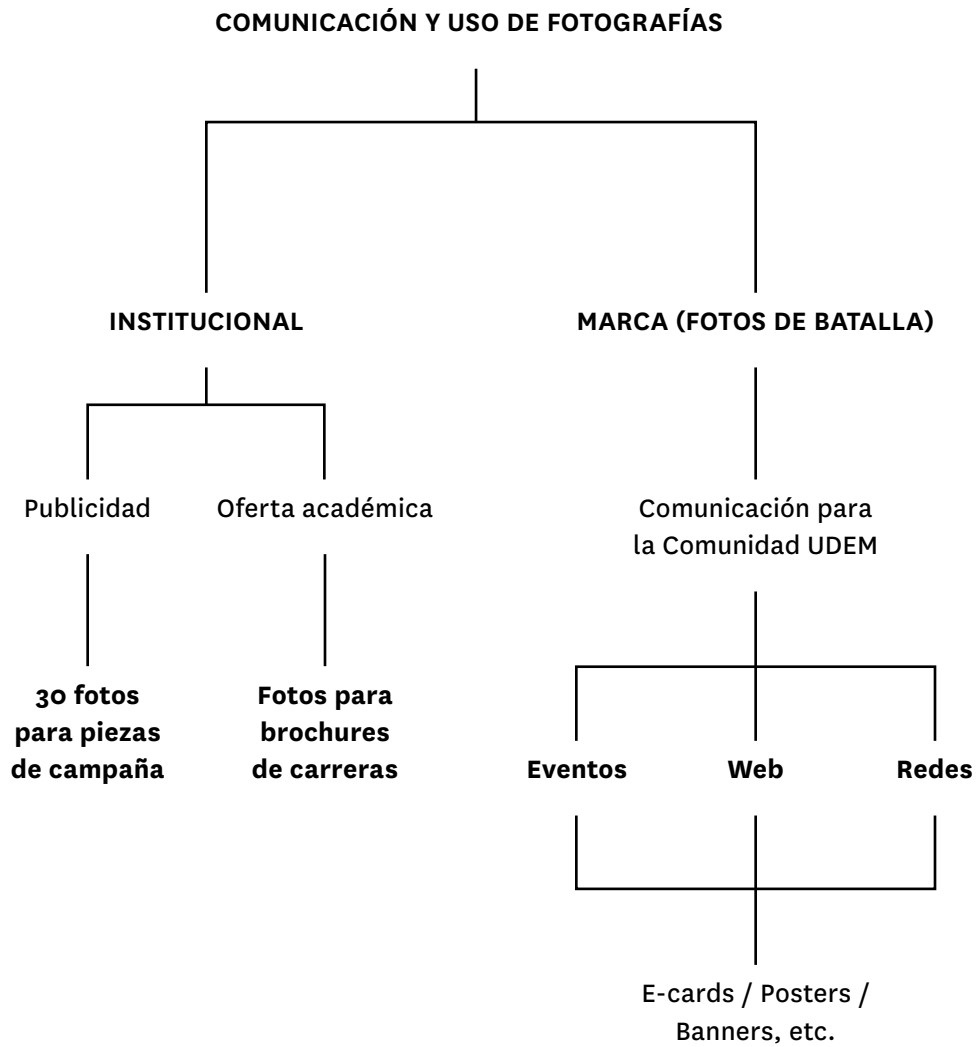 COMUNICACIÓN Y USO DE FOTOGRAFÍAS
INSTITUCIONAL
MARCA (FOTOS DE BATALLA)
Publicidad
Oferta académica
Comunicación para
la Comunidad UDEM
30 fotos
para piezas
de campaña
Fotos para
brochures
de carreras
Eventos
Web
Redes
E-cards / Posters /
Banners, etc.